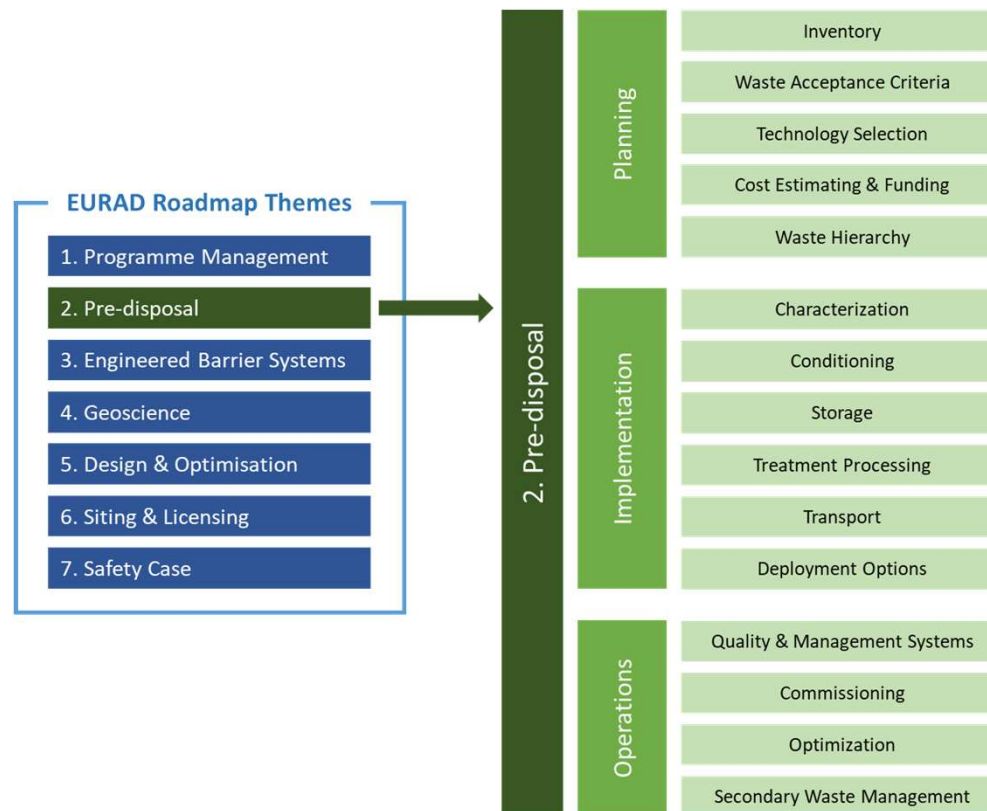 EURAD Roadmap Themes
1. Programme Management
2. Pre-disposal
3. Engineered Barrier Systems
4. Geoscience
5. Design & Optimisation
6. Siting & Licensing
7. Safety Case
2. Pre-disposal
Planning
Inventory
Waste Acceptance Criteria
Technology Selection
Cost Estimating & Funding
Waste Hierarchy
Implementation
Characterization
Conditioning
Storage
Treatment Processing
Transport
Deployment Options
Operations
Quality & Management Systems
Commissioning
Optimization
Secondary Waste Management